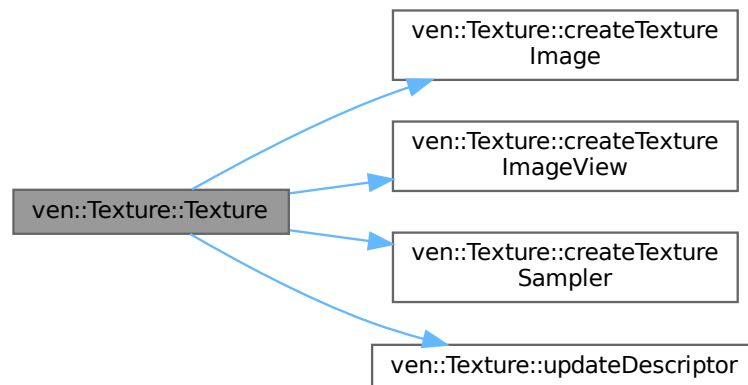 ven::Texture::createTexture
Image
ven::Texture::createTexture
ImageView
ven::Texture::Texture
ven::Texture::createTexture
Sampler
ven::Texture::updateDescriptor